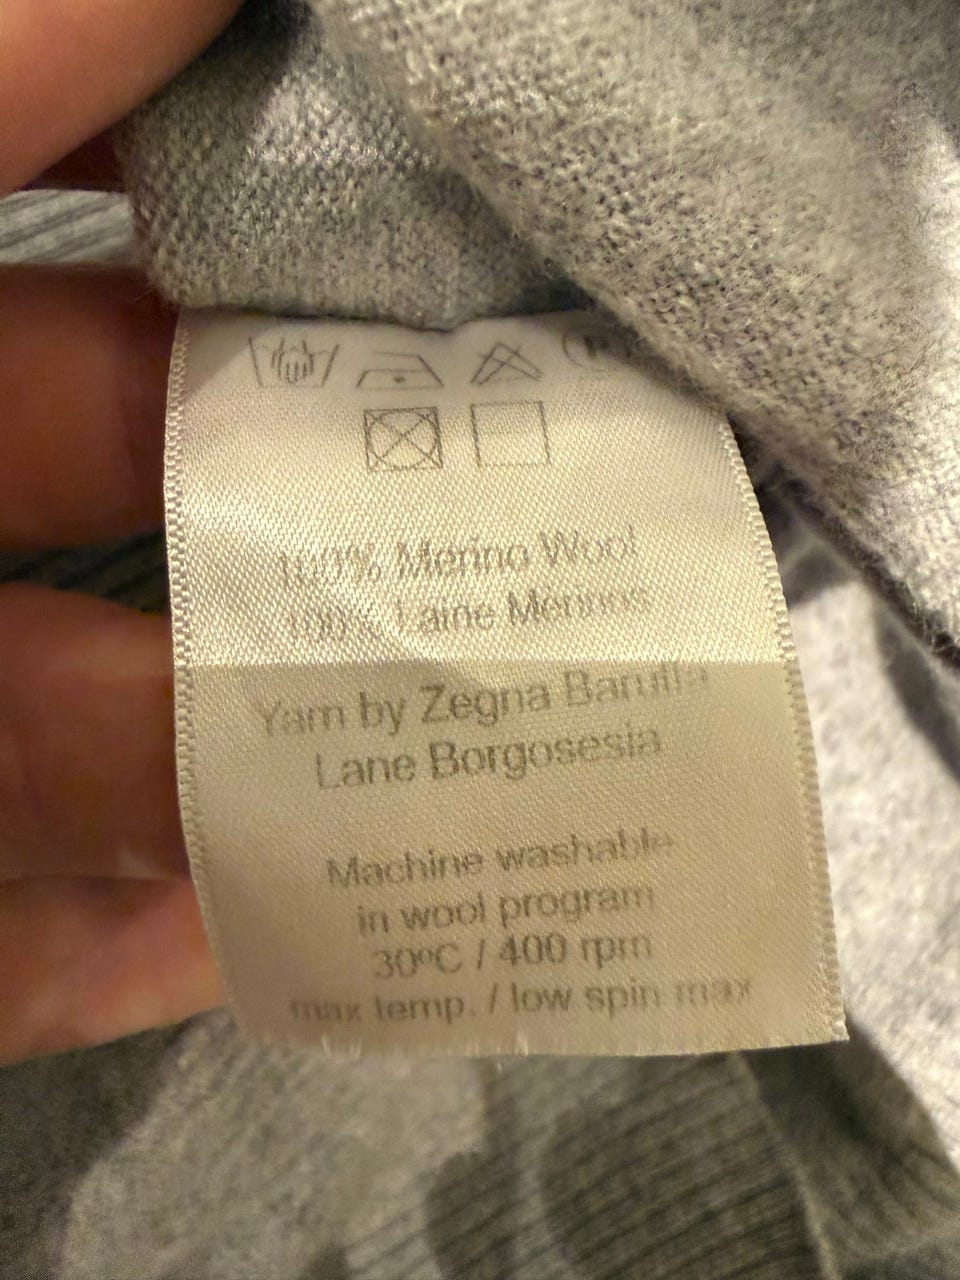 100% Merino Wool
100% Laine Merinos
Yarn by Zegna Baruffa
Lane Borgosesia
Machine washable
in wool program
30ºC / 400 rpm
max temp. / low spin max